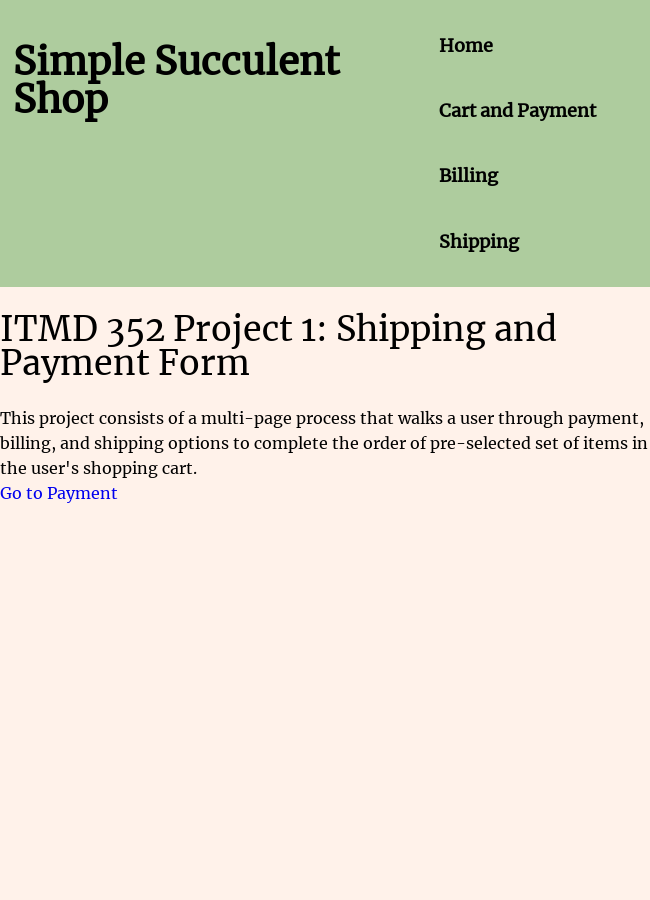 Simple Succulent
Shop
Home
Cart and Payment
Billing
Shipping
ITMD 352 Project 1: Shipping and
Payment Form
This project consists of a multi-page process that walks a user through payment,
billing, and shipping options to complete the order of pre-selected set of items in
the user's shopping cart.
Go to Payment